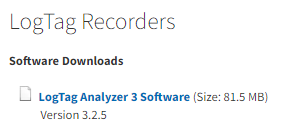 LogTag Recorders
Software Downloads
LogTag Analyzer 3 Software (Size: 81.5 MB)
Version 3.2.5